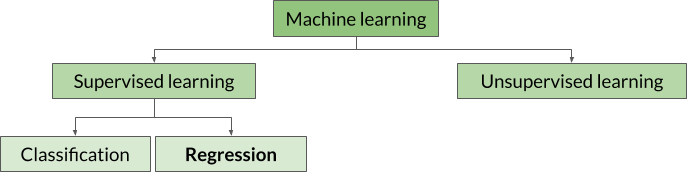 Machine learning
Supervised learning
Unsupervised learning
Classification
Regression